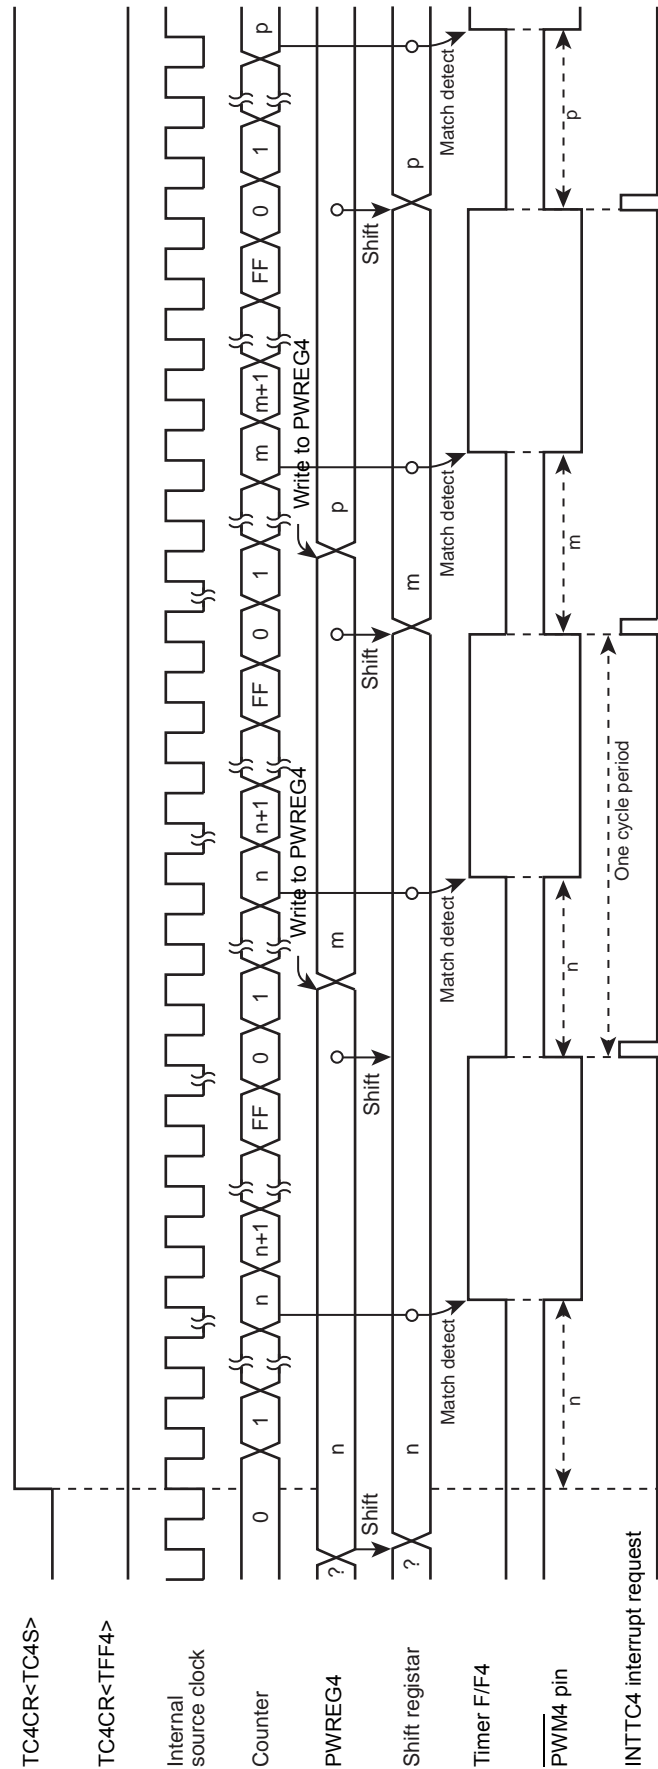 TC4CR<TC4S>
TC4CR<TFF4>
Internal
source clock
Counter
0
1
n
n+1
FF
0
1
n
n+1
FF
0
1
m
m+1
FF
0
1
p
Write to PWREG4
Write to PWREG4
PWREG4
?
n
m
p
Shift
Shift
Shift
Shift
Shift registar
?
n
m
p
Match detect
Match detect
Match detect
Match detect
Timer F/F4
PWM4 pin
n
n
m
p
One cycle period
INTTC4 interrupt request